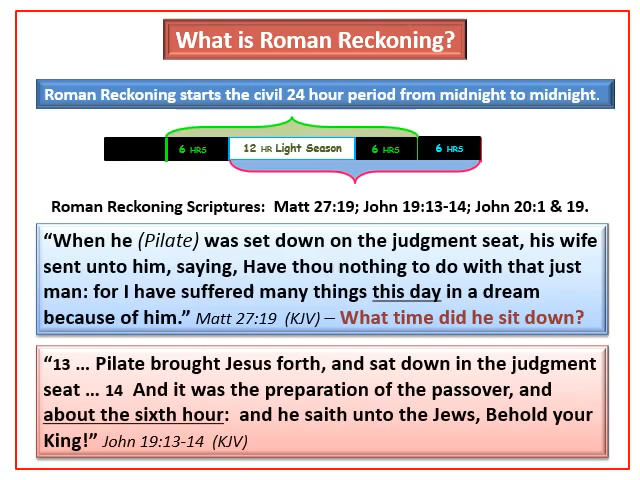 What is Roman Reckoning?
Roman Reckoning starts the civil 24 hour period from midnight to midnight.
6 HRS 12 HR Light Season 6 HRS 6 HRS
Roman Reckoning Scriptures: Matt 27:19; John 19:13-14; John 20:1 & 19.
“When he (Pilate) was set down on the judgment seat, his wife
sent unto him, saying, Have thou nothing to do with that just
man: for I have suffered many things this day in a dream
because of him.” Matt 27:19 (KJV) – What time did he sit down?
“13 … Pilate brought Jesus forth, and sat down in the judgment
seat … 14 And it was the preparation of the passover, and
about the sixth hour: and he saith unto the Jews, Behold your
King!” John 19:13-14 (KJV)